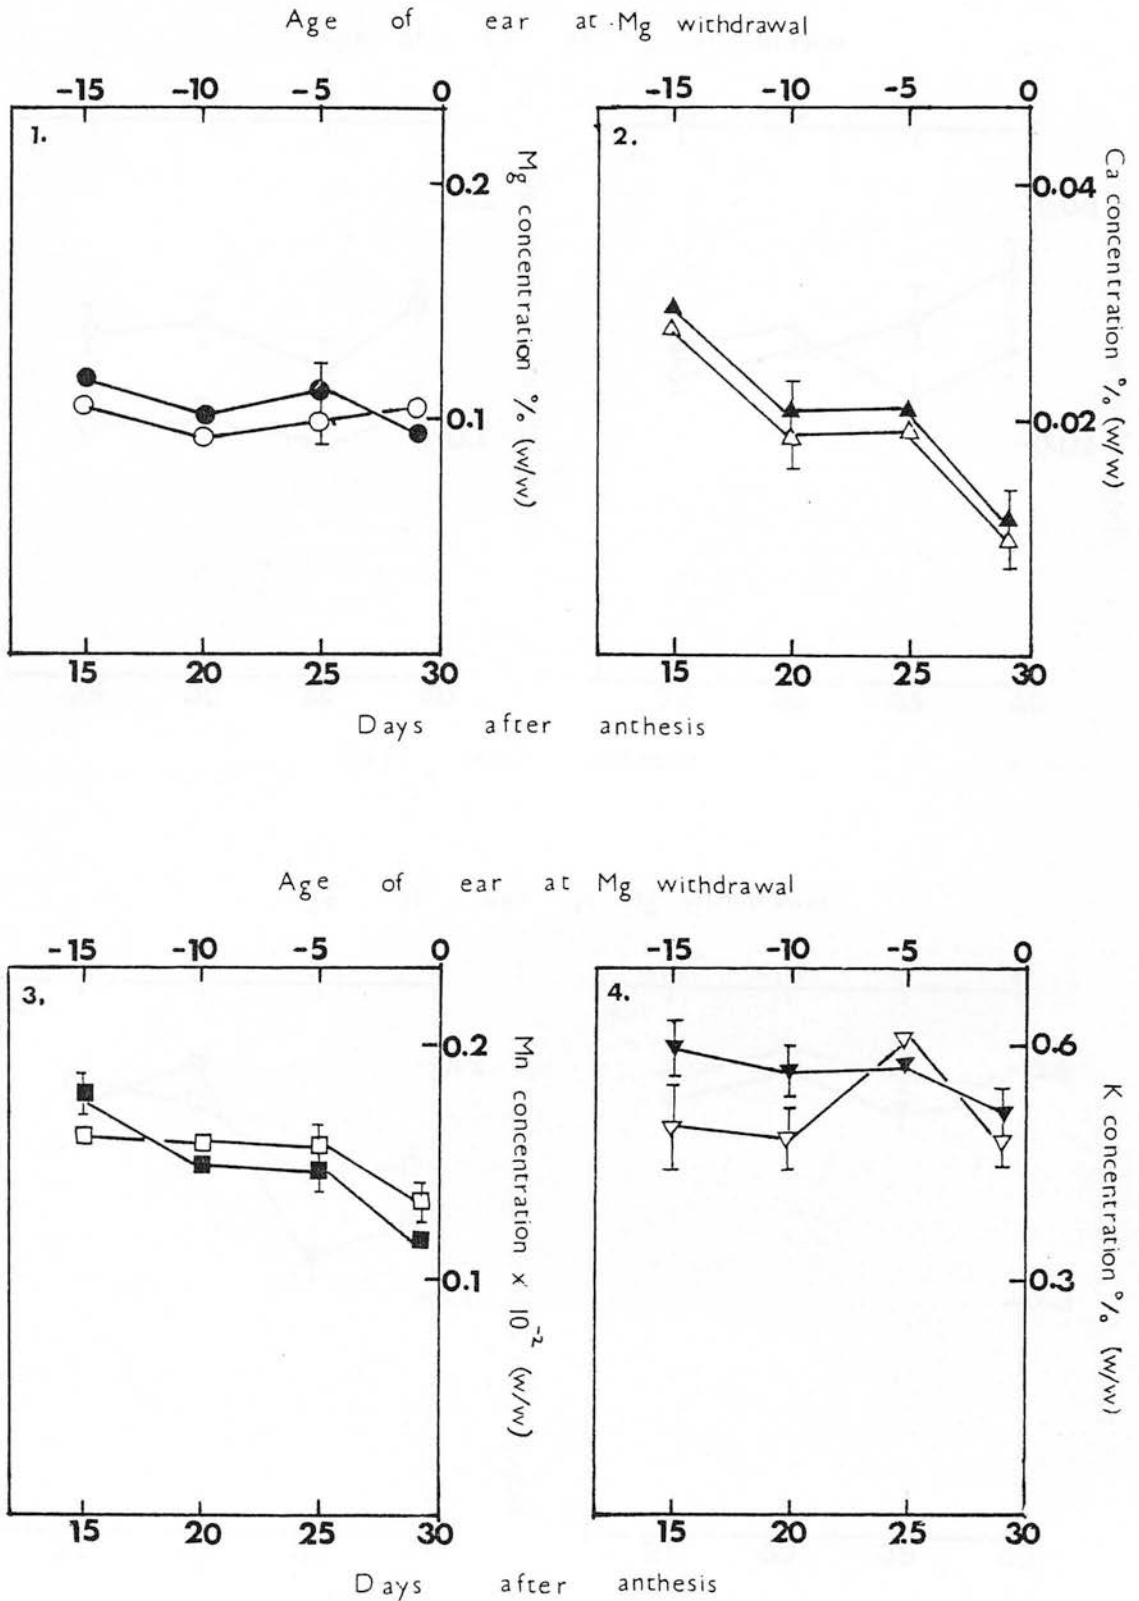 Age of ear at Mg withdrawal
-15 -10 -5 0 -15 -10 -5 0
1. 2.
Mg concentration % (w/w)
0.2
0.1
Ca concentration % (w/w)
0.04
0.02
15 20 25 30 15 20 25 30
Days after anthesis
Age of ear at Mg withdrawal
-15 -10 -5 0 -15 -10 -5 0
3. 4.
Mn concentration x 10-2 (w/w)
0.2
0.1
K concentration % (w/w)
0.6
0.3
15 20 25 30 15 20 25 30
Days after anthesis